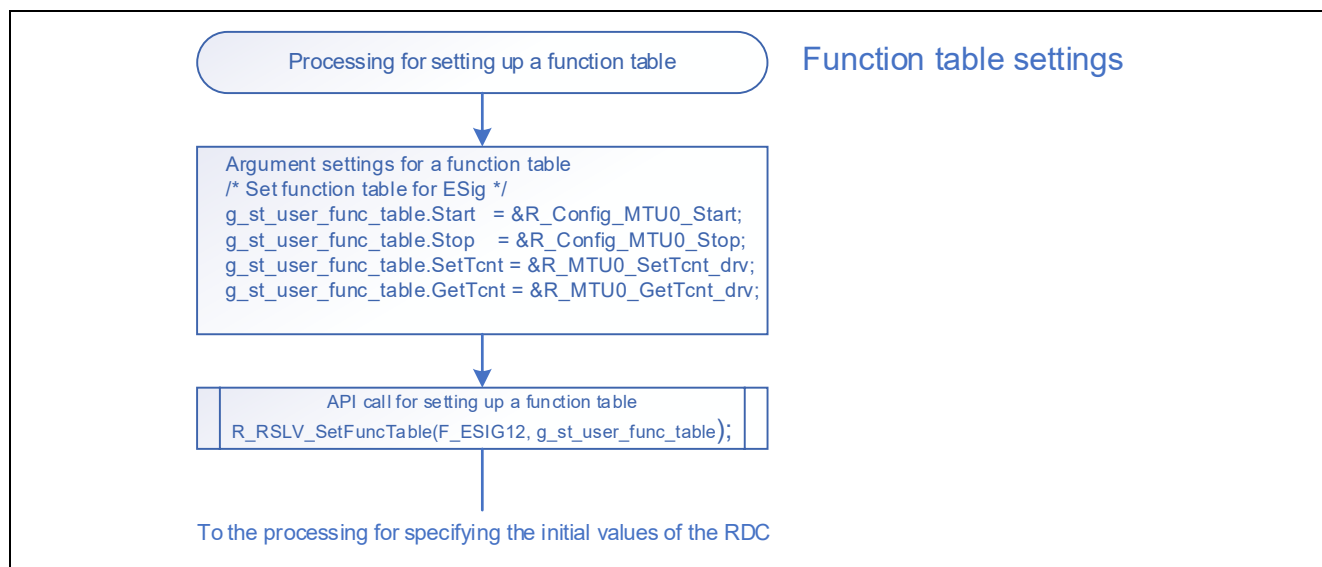 Processing for setting up a function table
Function table settings
Argument settings for a function table
/* Set function table for ESig */
g_st_user_func_table.Start = &R_Config_MTU0_Start;
g_st_user_func_table.Stop = &R_Config_MTU0_Stop;
g_st_user_func_table.SetTcnt = &R_MTU0_SetTcnt_drv;
g_st_user_func_table.GetTcnt = &R_MTU0_GetTcnt_drv;
API call for setting up a function table
R_RSLV_SetFuncTable(F_ESIG12, g_st_user_func_table);
To the processing for specifying the initial values of the RDC